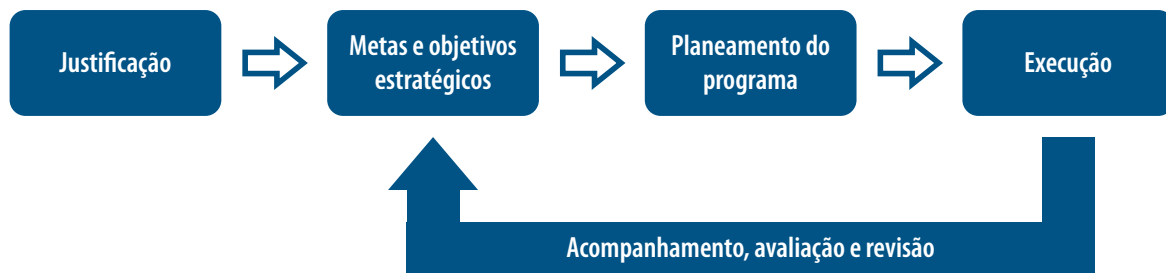 Justificação
Metas e objetivos
estratégicos
Planeamento do
programa
Execução
Acompanhamento, avaliação e revisão